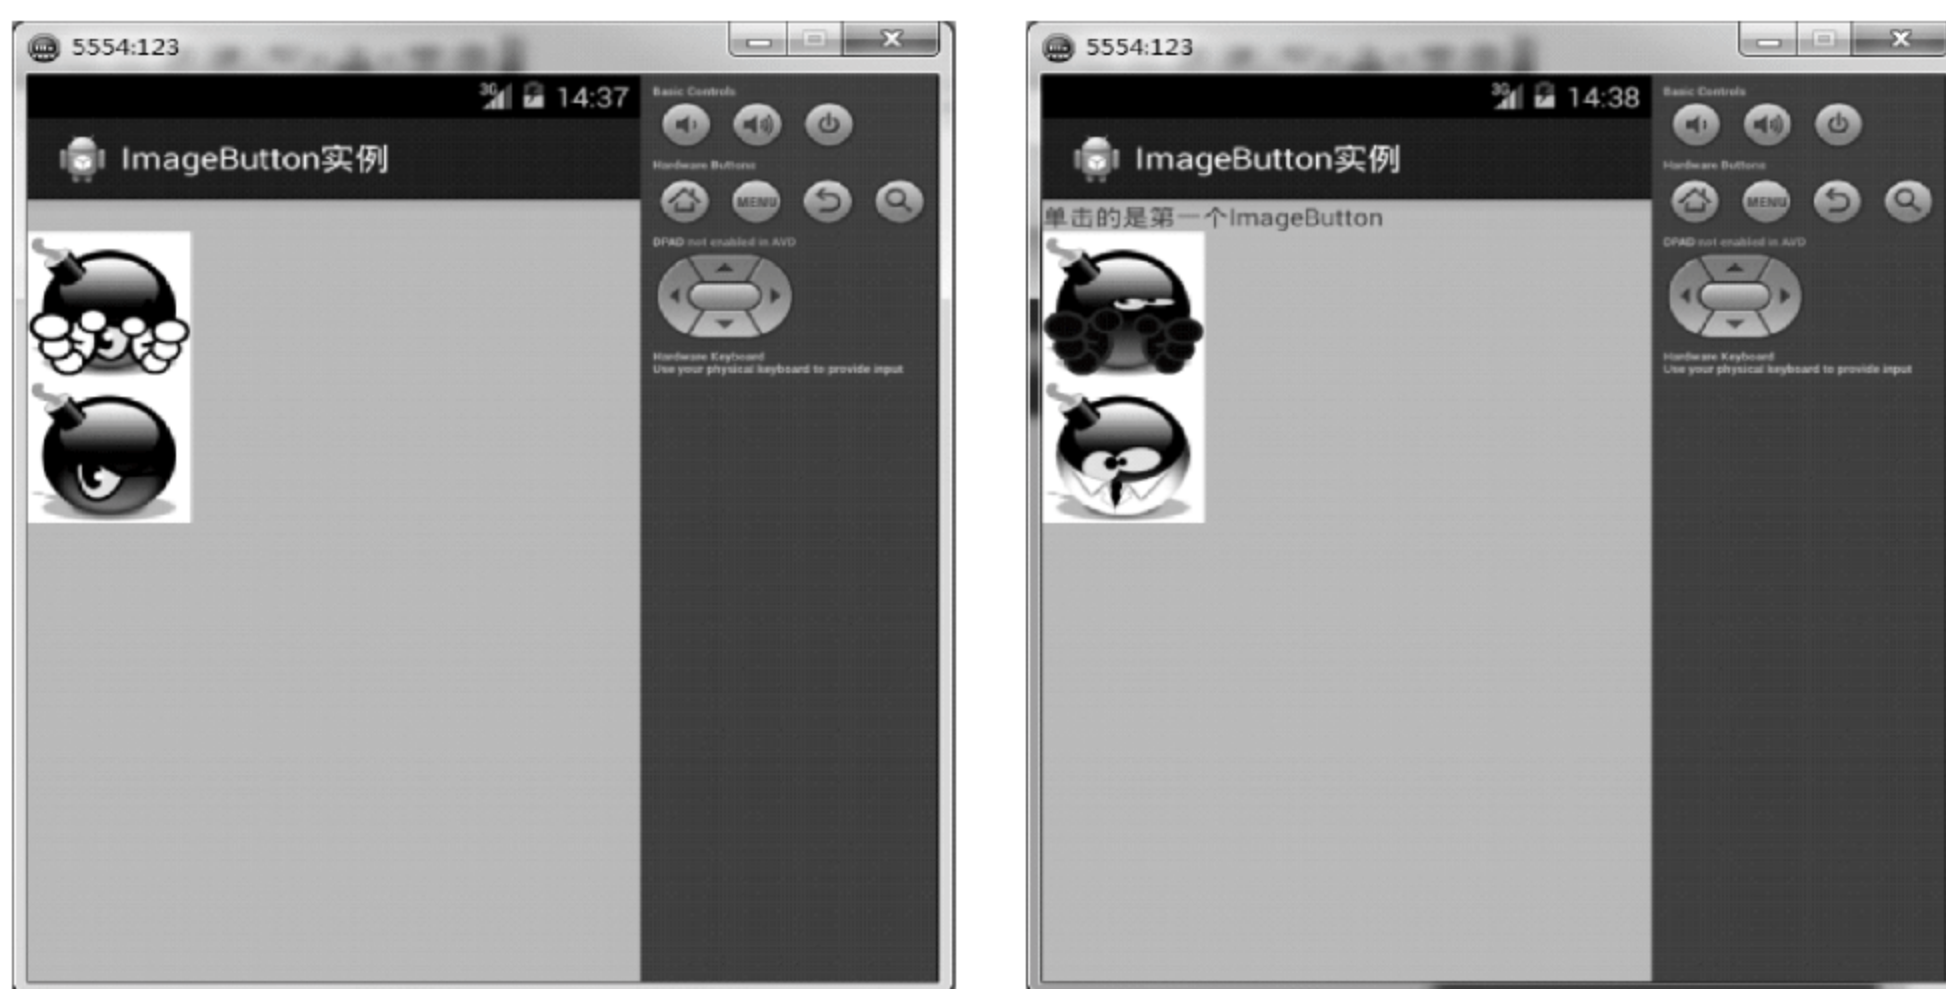 5554:123
14:37
Basic Controls
ImageButton实例
Hardware Buttons
MENU
DPAD not enabled in AVD
Hardware Keyboard
Use your physical keyboard to provide input
5554:123
14:38
Basic Controls
ImageButton实例
Hardware Buttons
MENU
单击的是第一个ImageButton
DPAD not enabled in AVD
Hardware Keyboard
Use your physical keyboard to provide input